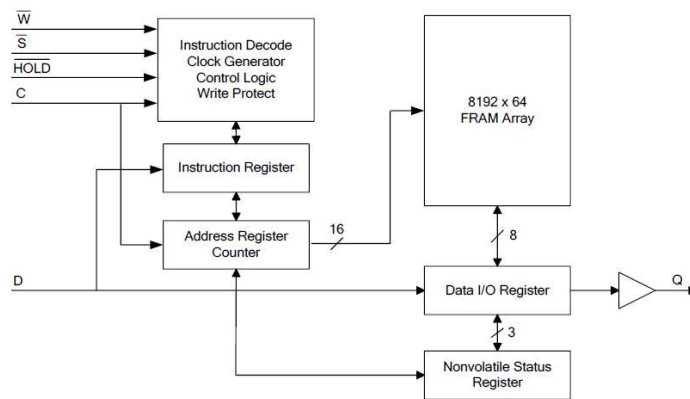 W
Instruction Decode
S
Clock Generator
HOLD
Control Logic
C
Write Protect
8192 x 64
FRAM Array
Instruction Register
16
Address Register
Counter
8
D
Data I/O Register
Q
3
Nonvolatile Status
Register